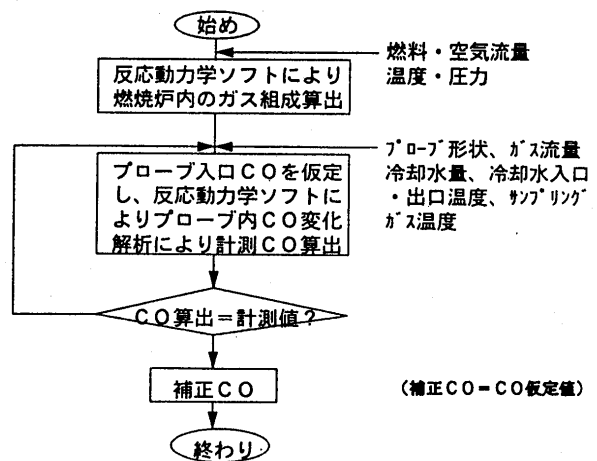 始め
燃料・空気流量
温度・圧力
反応動力学ソフトにより
燃焼炉内のガス組成算出
ﾌﾟﾛｰﾌﾞ形状、ｶﾞｽ流量
冷却水量、冷却水入口
・出口温度、ｻﾝﾌﾟﾘﾝｸﾞ
ｶﾞｽ温度
プローブ入口ＣＯを仮定
し、反応動力学ソフトに
よりプローブ内ＣＯ変化
解析により計測ＣＯ算出
ＣＯ算出＝計測値？
補正ＣＯ
(補正ＣＯ＝ＣＯ仮定値)
終わり